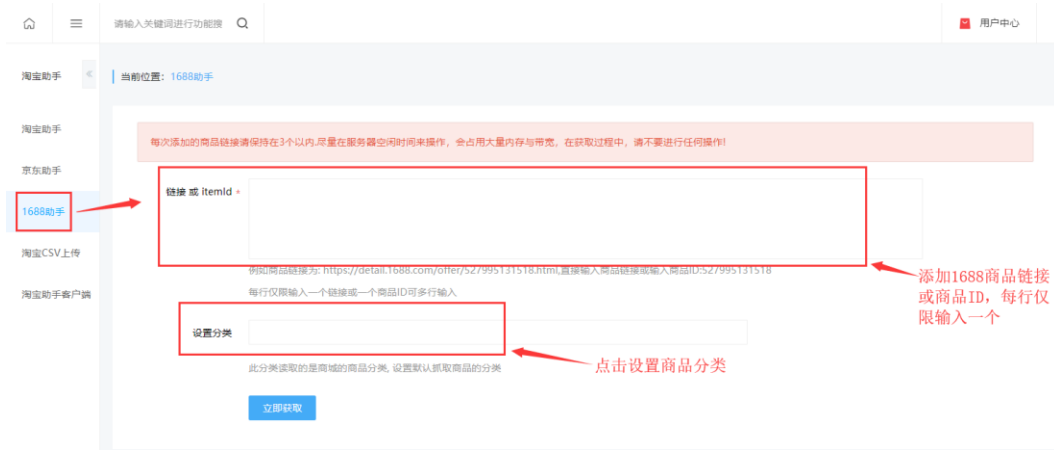 请输入关键词进行功能搜
用户中心
淘宝助手
当前位置：1688助手
淘宝助手
京东助手
1688助手
淘宝CSV上传
淘宝助手客户端
每次添加的商品链接请保持在3个以内.尽量在服务器空闲时间来操作，会占用大量内存与带宽，在获取过程中，请不要进行任何操作!
链接 或 itemId *
例如商品链接为: https://detail.1688.com/offer/527995131518.html,直接输入商品链接或输入商品ID:527995131518
每行仅限输入一个链接或一个商品ID可多行输入
添加1688商品链接
或商品ID，每行仅
限输入一个
设置分类
点击设置商品分类
此分类读取的是商城的商品分类, 设置默认抓取商品的分类
立即获取